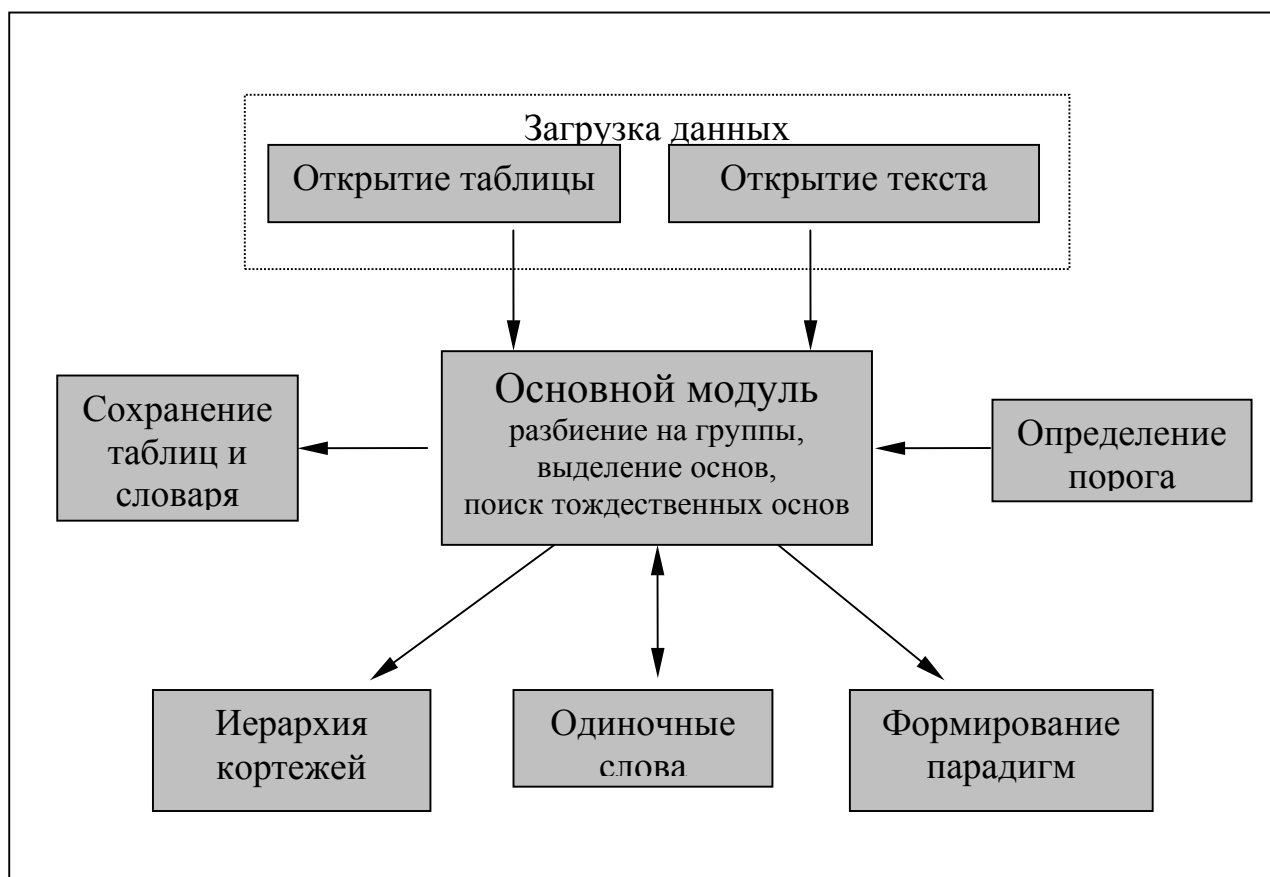 Загрузка данных
Открытие таблицы
Открытие текста
Основной модуль
разбиение на группы,
выделение основ,
поиск тождественных основ
Сохранение
таблиц и
словаря
Определение
порога
Иерархия
кортежей
Одиночные
слова
Формирование
парадигм